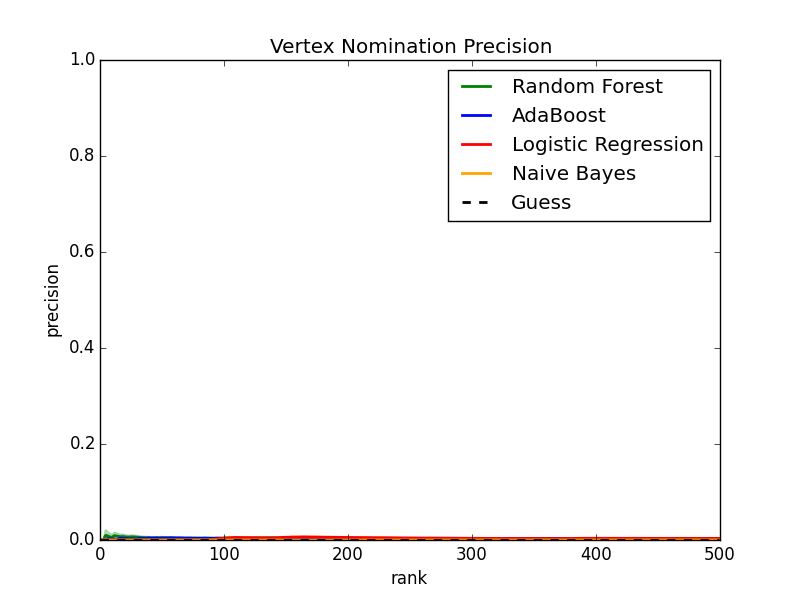 Vertex Nomination Precision
1.0
0.8
0.6
0.4
0.2
0.0
precision
Random Forest
AdaBoost
Logistic Regression
Naive Bayes
Guess
0 100 200 300 400 500
rank